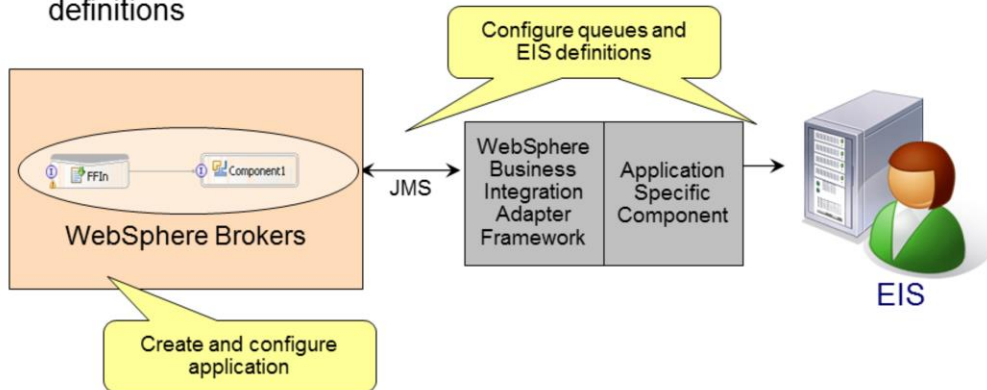 definitions
Configure queues and
EIS definitions
FFIn
Component1
WebSphere Brokers
JMS
WebSphere
Business
Integration
Adapter
Framework
Application
Specific
Component
EIS
Create and configure
application